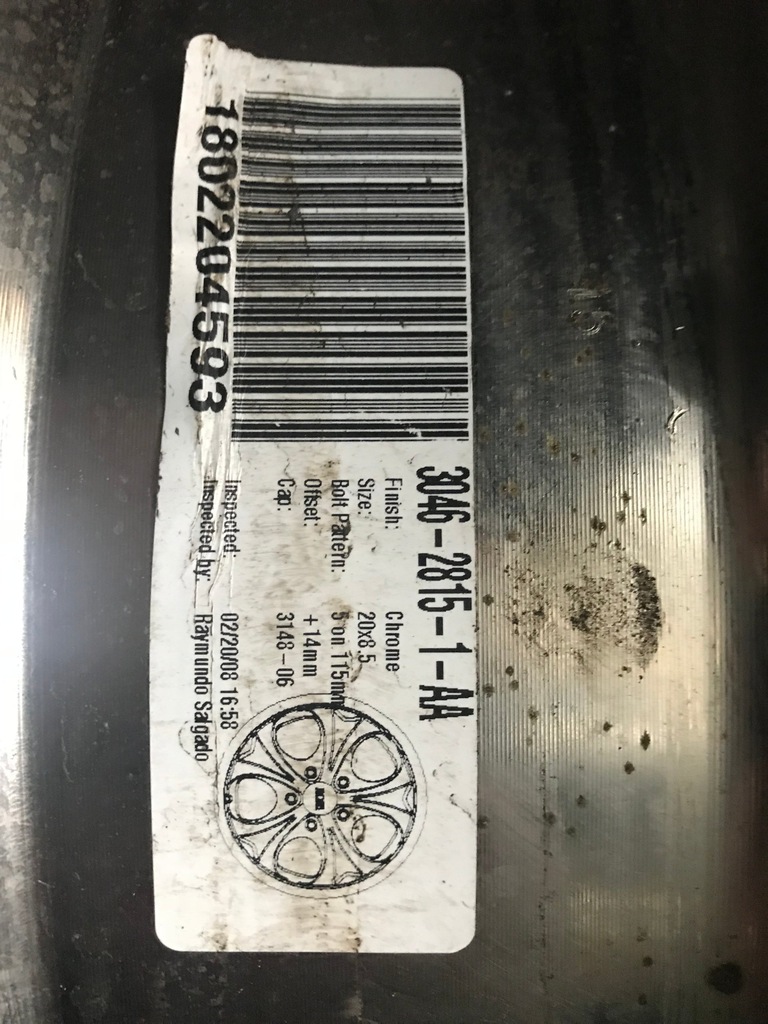 1802204593
3046-2815-1-AA
Finish: Chrome
Size: 20x8.5
Bolt Pattern: 5 on 115mm
Offset: +14mm
Cap: 3148-06
Inspected: 02/20/08 16:58
Inspected by: Raymundo Salgado